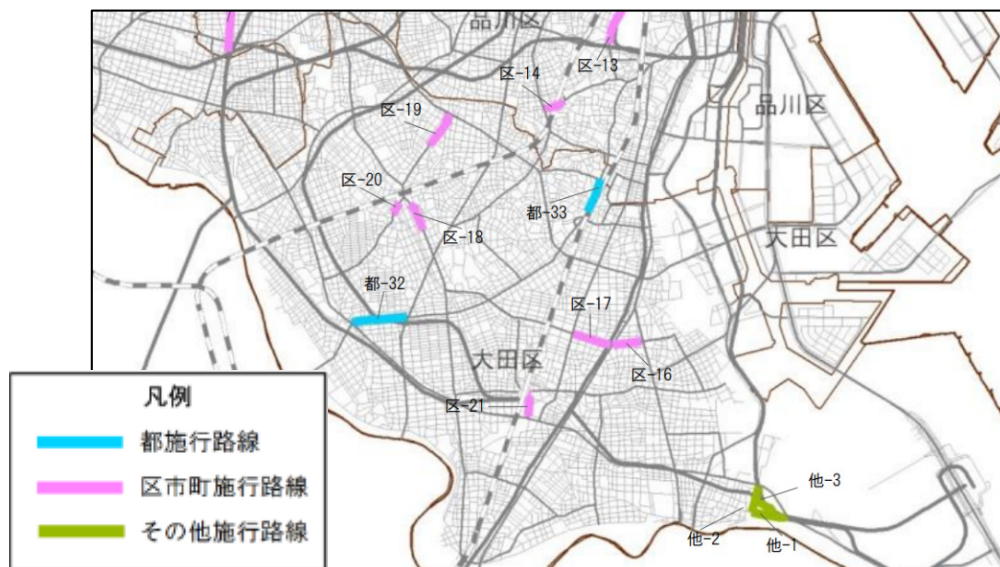 品川区
区-13
区-14
区-19
品川区
区-20
都-33
区-18
大田区
都-32
区-17
大田区
区-16
区-21
凡例
都施行路線
区市町施行路線
その他施行路線
他-3
他-2
他-1